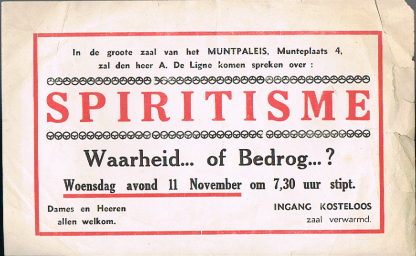 In de groote zaal van het MUNTPALEIS, Munteplaats 4,
zal den heer A. De Ligne komen spreken over :
SPIRITISME
Waarheid... of Bedrog...?
Woensdag avond 11 November om 7,30 uur stipt.
Dames en Heeren
allen welkom.
INGANG KOSTELOOS
zaal verwarmd.